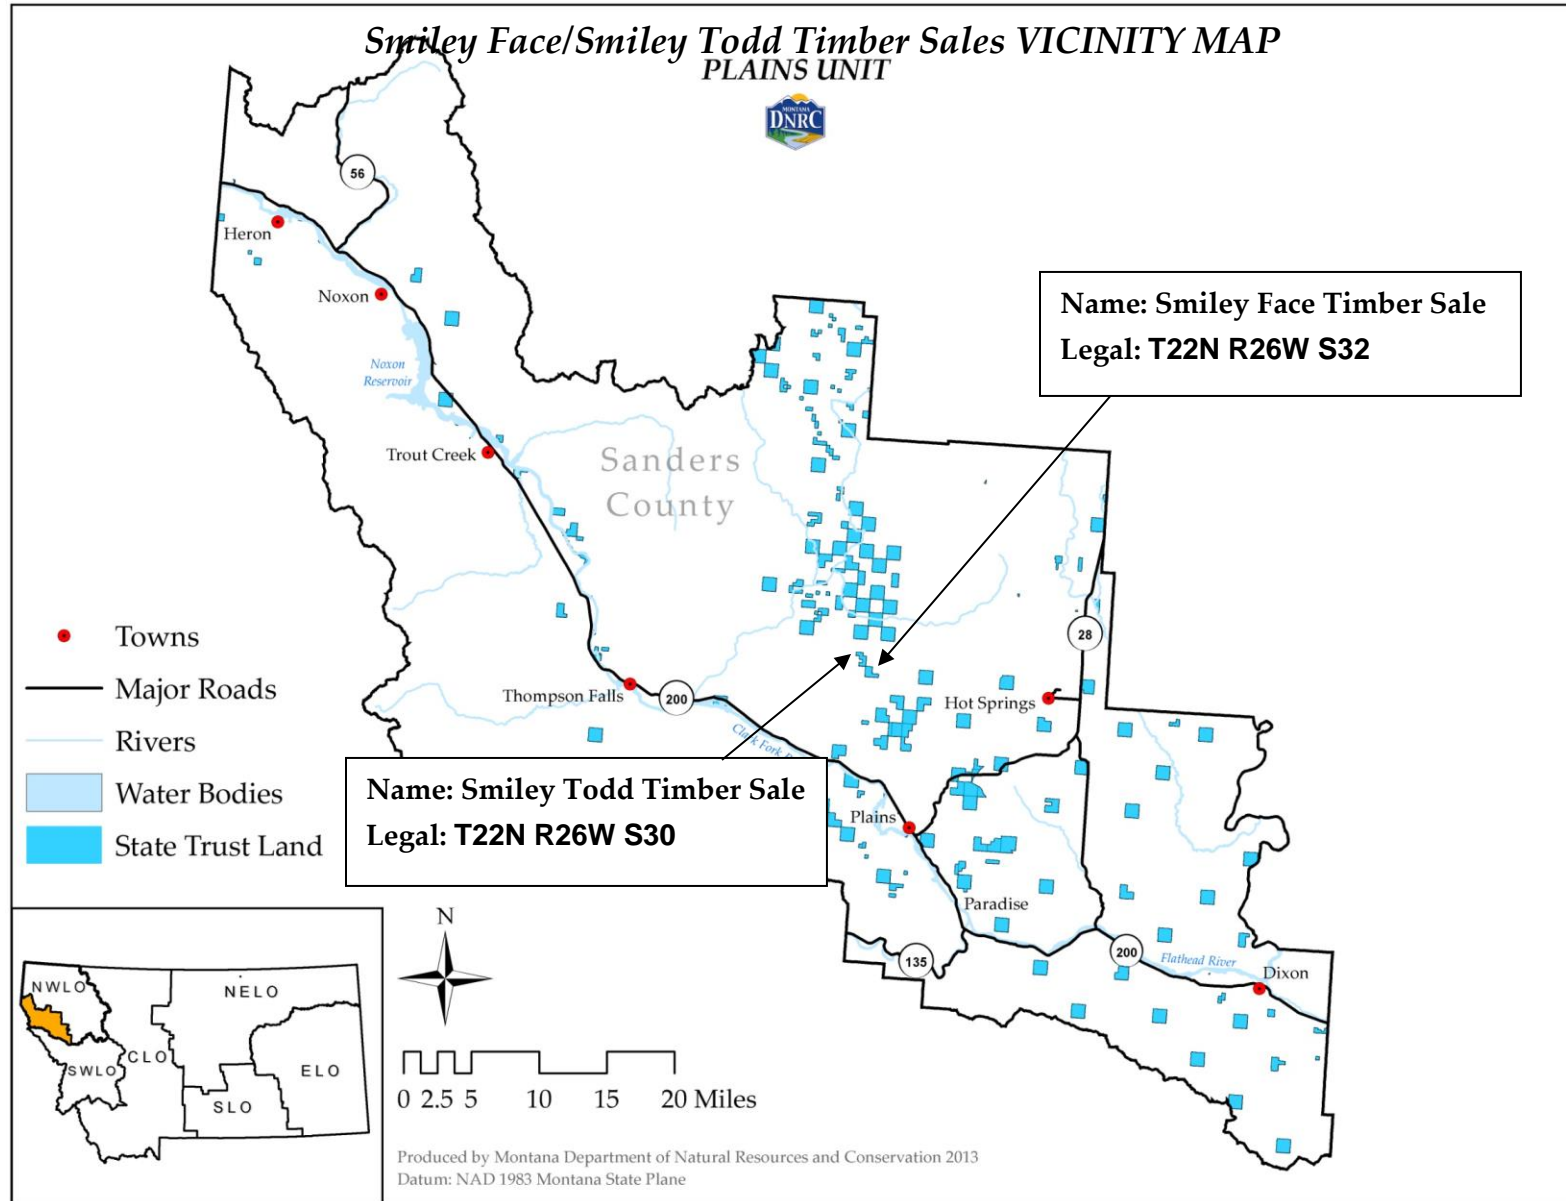 Smiley Face/Smiley Todd Timber Sales VICINITY MAP
PLAINS UNIT
MONTANA
DNRC
56
Heron
Noxon
Noxon
Reservoir
Trout Creek
Sanders
County
Name: Smiley Face Timber Sale
Legal: T22N R26W S32
28
Thompson Falls
200
Hot Springs
Clark Fork
Name: Smiley Todd Timber Sale
Legal: T22N R26W S30
Plains
Paradise
135
200
Flathead River
Dixon
Towns
Major Roads
Rivers
Water Bodies
State Trust Land
NWLO
NELO
CLO
SWLO
ELO
SLO
N
0 2.5 5 10 15 20 Miles
Produced by Montana Department of Natural Resources and Conservation 2013
Datum: NAD 1983 Montana State Plane